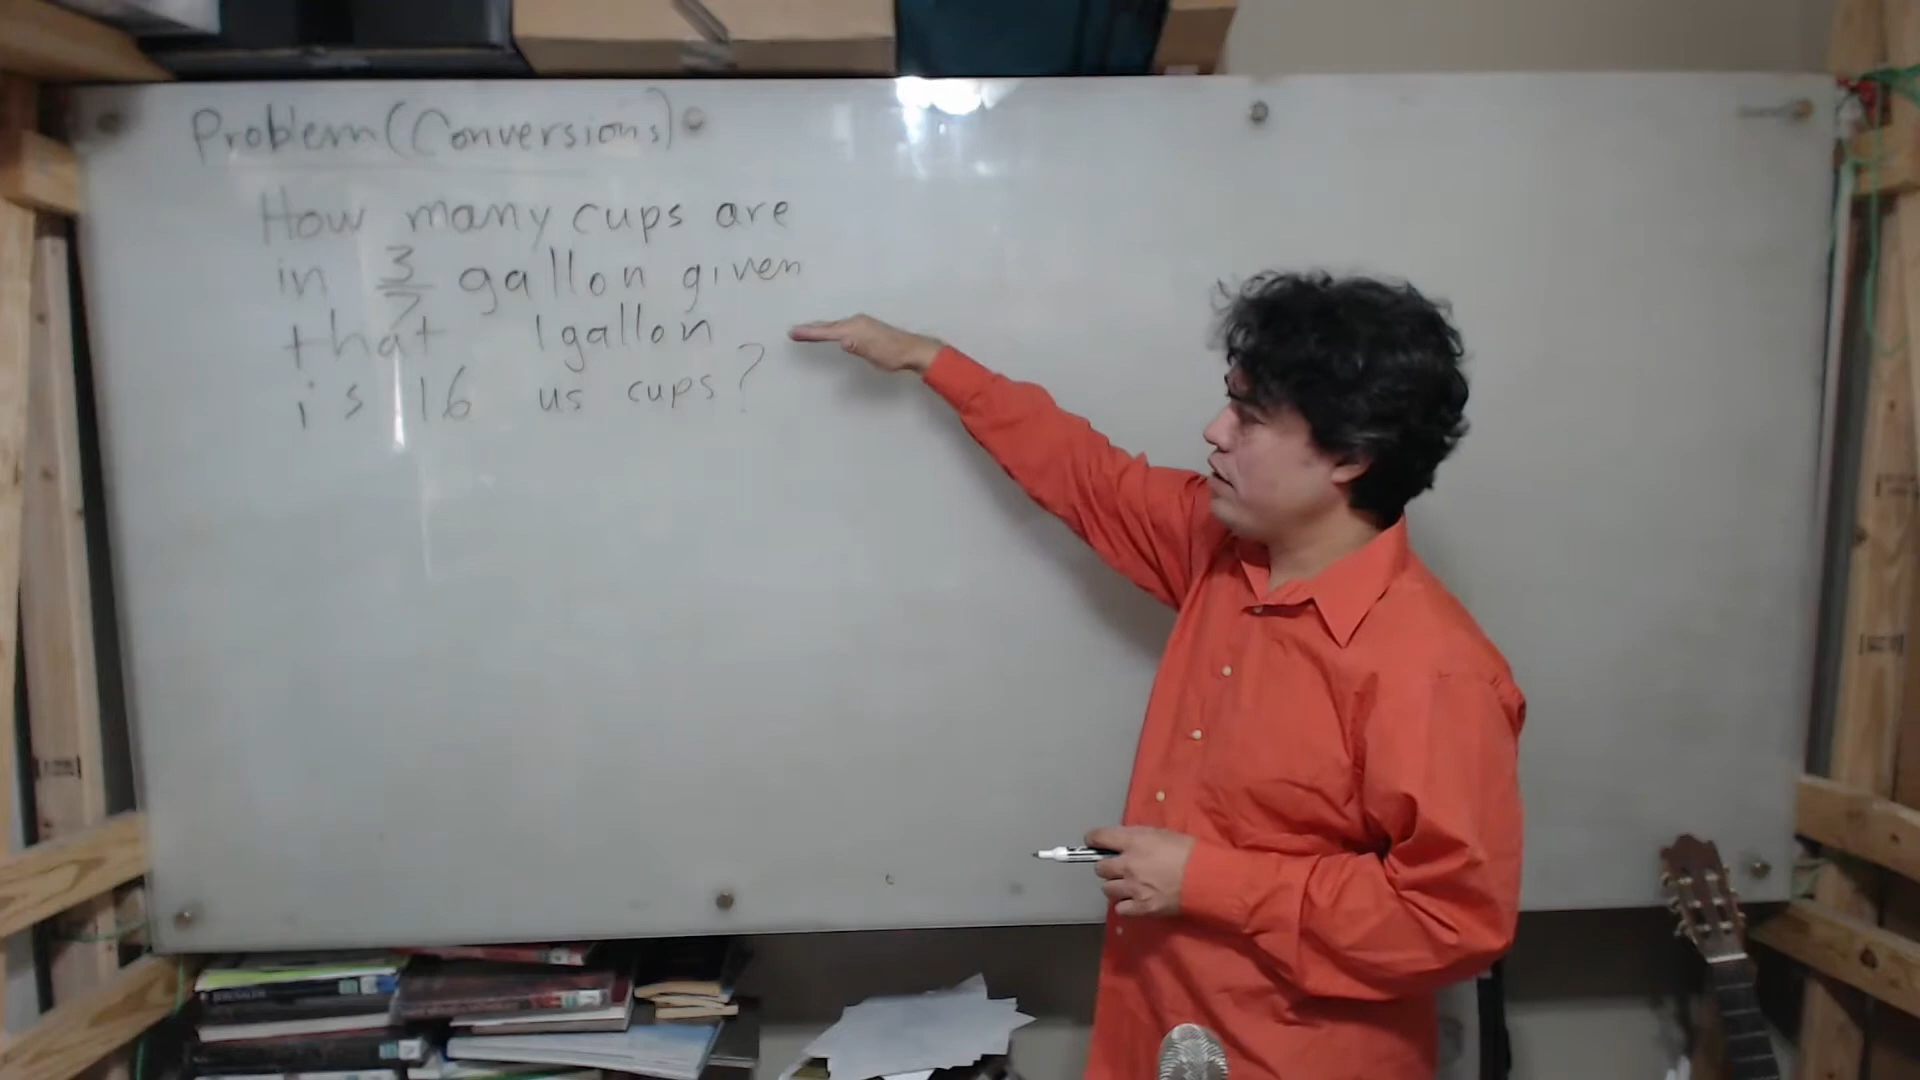 Problem (Conversions)
How many cups are
in 3/7 gallon given
that 1 gallon
is 16 us cups?